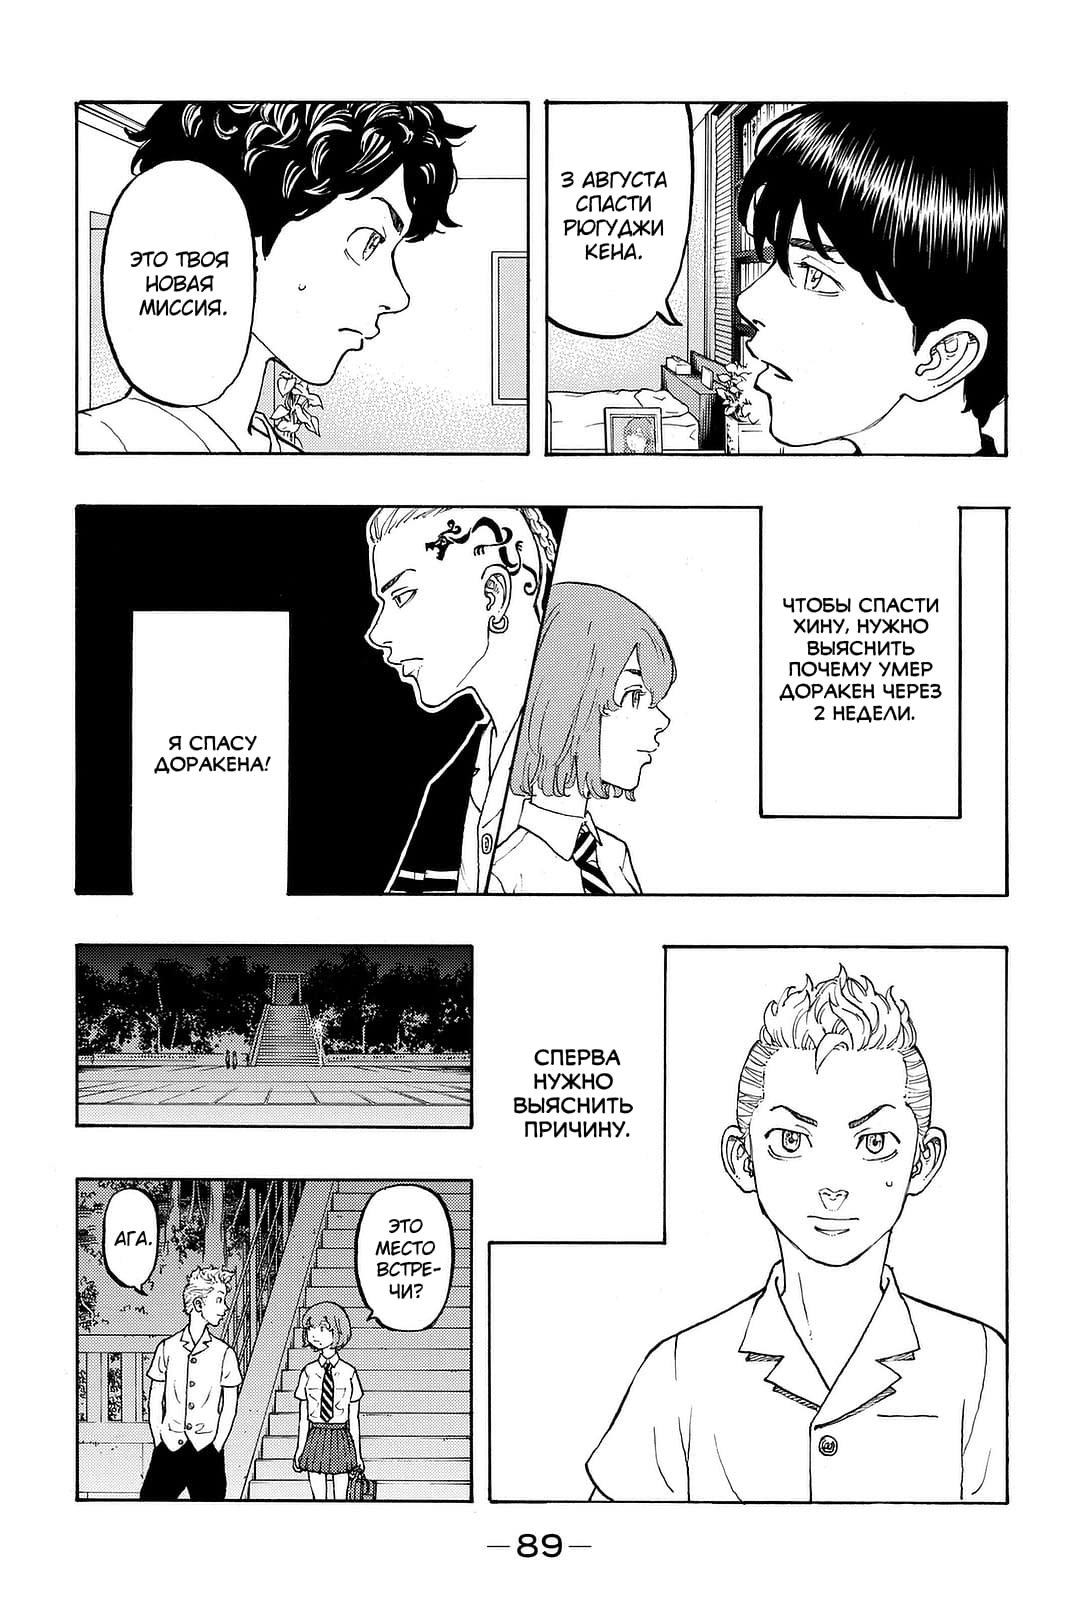 3 АВГУСТА
СПАСТИ
РЮГУДЖИ
КЕНА.
ЭТО ТВОЯ
НОВАЯ
МИССИЯ.
ЧТОБЫ СПАСТИ
ХИНУ, НУЖНО
ВЫЯСНИТЬ
ПОЧЕМУ УМЕР
ДОРАКЕН ЧЕРЕЗ
2 НЕДЕЛИ.
Я СПАСУ
ДОРАКЕНА!
СПЕРВА
НУЖНО
ВЫЯСНИТЬ
ПРИЧИНУ.
ЭТО
МЕСТО
ВСТРЕ-
ЧИ?
АГА.
—89—